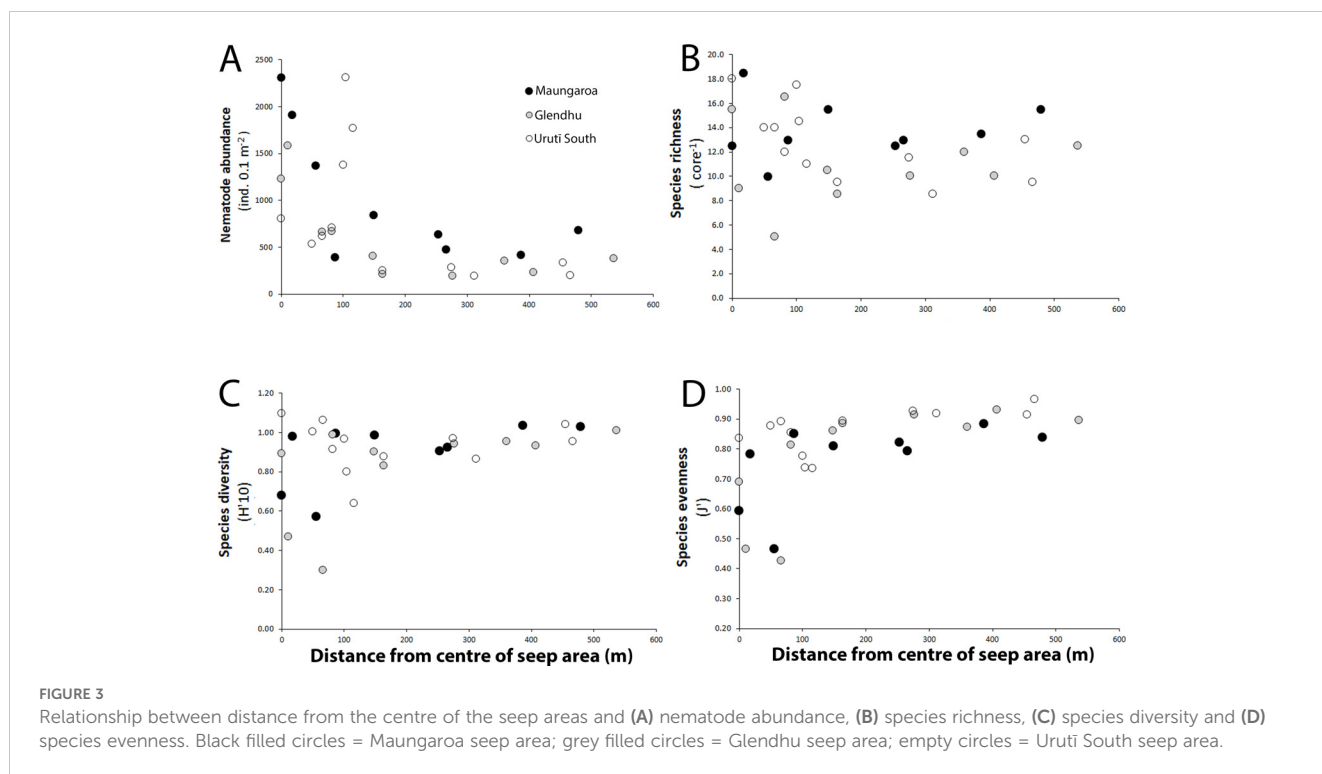 A
Nematode abundance
(ind. 0.1 m⁻²)
2500
2000
1500
1000
500
0
0 100 200 300 400 500 600
Maungaroa
Glendhu
Urutī South
B
Species richness
( core⁻¹)
20.0
18.0
16.0
14.0
12.0
10.0
8.0
6.0
4.0
2.0
0.0
0 100 200 300 400 500 600
C
Species diversity
(H'10)
1.20
1.00
0.80
0.60
0.40
0.20
0.00
0 100 200 300 400 500 600
Distance from centre of seep area (m)
D
Species evenness
(J')
1.00
0.90
0.80
0.70
0.60
0.50
0.40
0.30
0.20
0 100 200 300 400 500 600
Distance from centre of seep area (m)
FIGURE 3
Relationship between distance from the centre of the seep areas and (A) nematode abundance, (B) species richness, (C) species diversity and (D)
species evenness. Black filled circles = Maungaroa seep area; grey filled circles = Glendhu seep area; empty circles = Urutī South seep area.